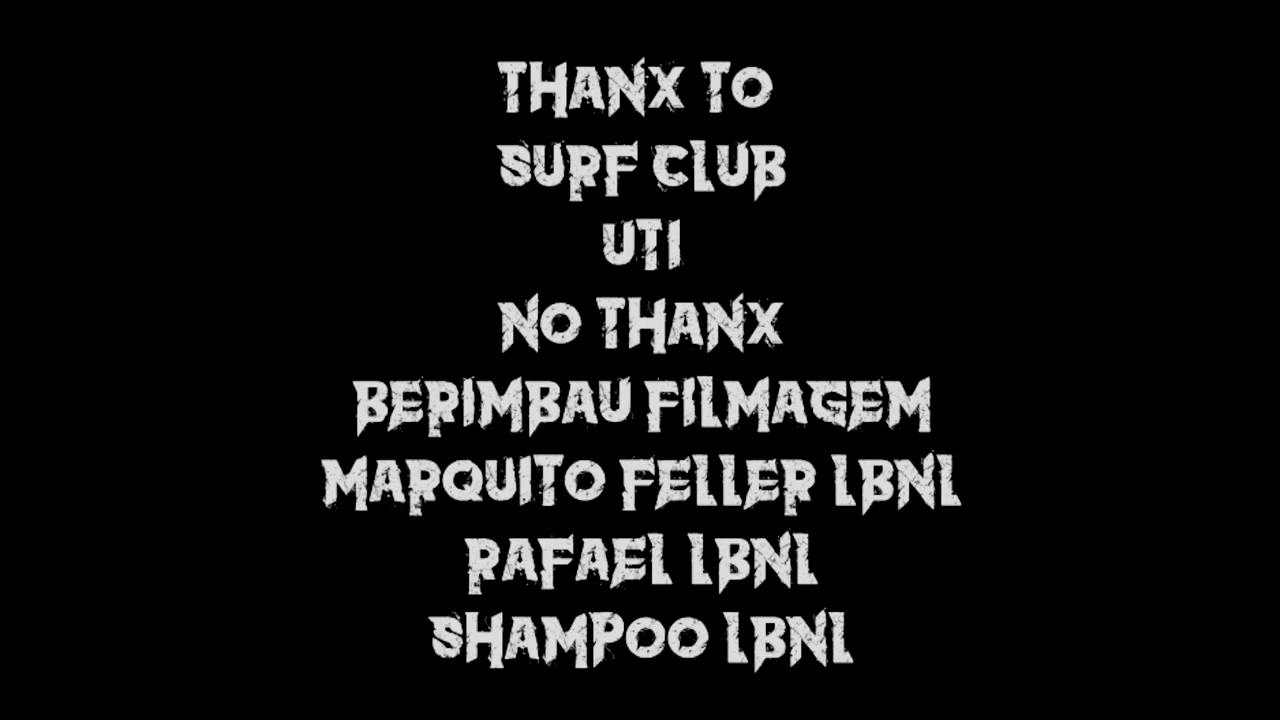 THANX TO
SURF CLUB
UTI
NO THANX
BERIMBAU FILMAGEM
MARQUITO FELLER LBNL
RAFAEL LBNL
SHAMPOO LBNL